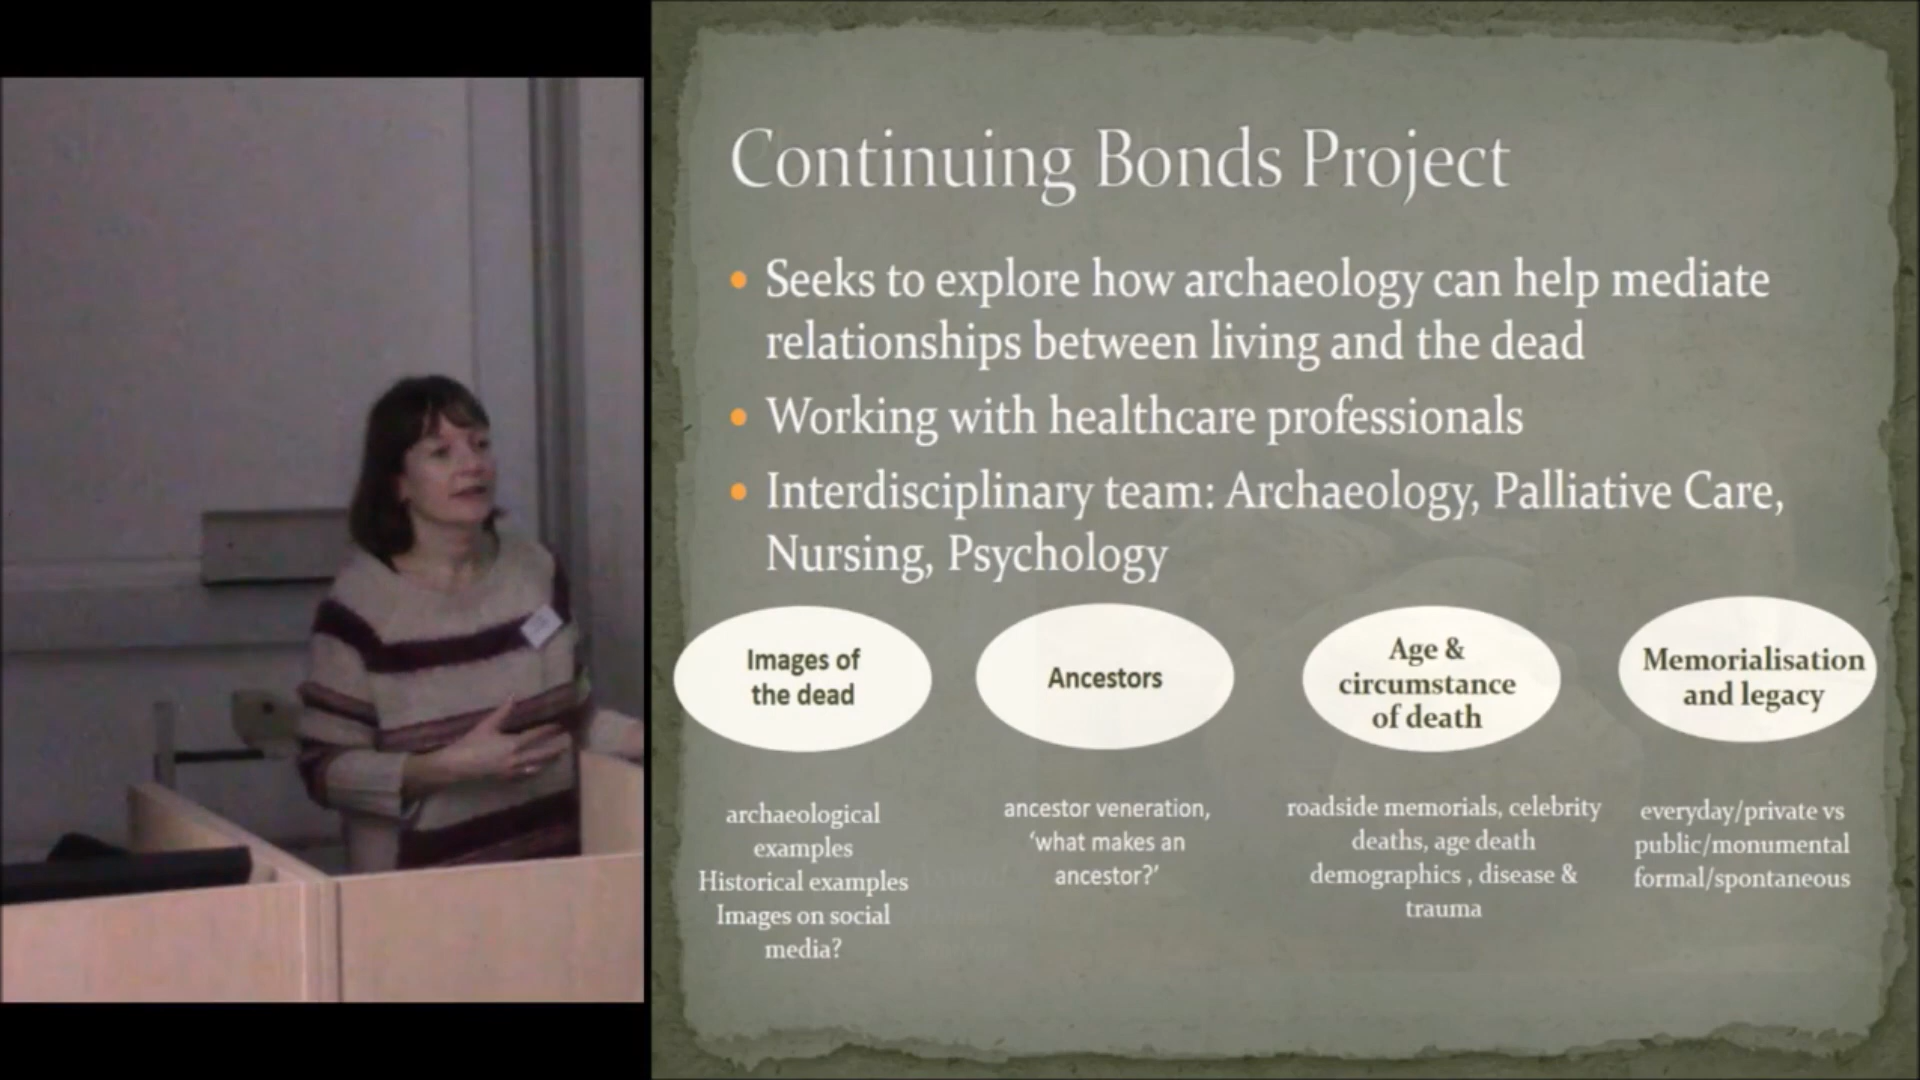 Continuing Bonds Project
• Seeks to explore how archaeology can help mediate
relationships between living and the dead
• Working with healthcare professionals
• Interdisciplinary team: Archaeology, Palliative Care,
Nursing, Psychology
Images of
the dead
Ancestors
Age &
circumstance
of death
Memorialisation
and legacy
archaeological
examples
Historical examples
Images on social
media?
ancestor veneration,
‘what makes an
ancestor?’
roadside memorials, celebrity
deaths, age death
demographics , disease &
trauma
everyday/private vs
public/monumental
formal/spontaneous